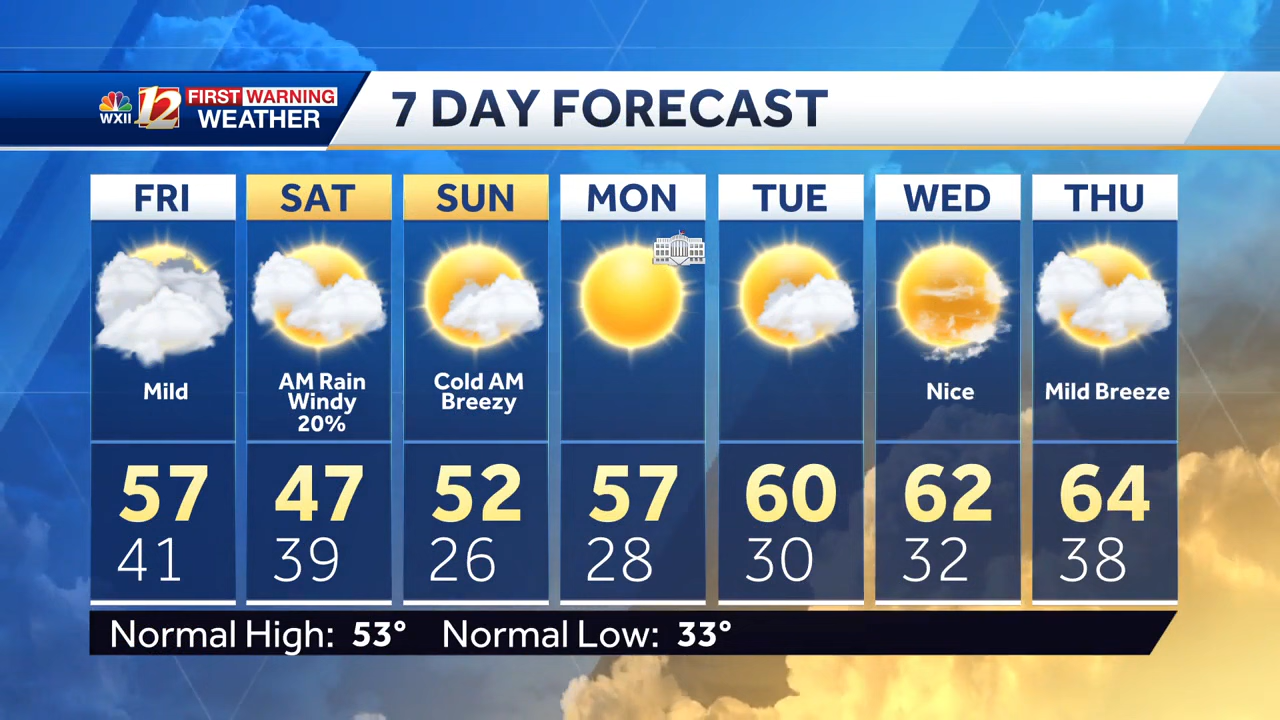 WXII 12 FIRST WARNING
WEATHER
7 DAY FORECAST
FRI SAT SUN MON TUE WED THU
Mild
AM Rain
Windy
20%
Cold AM
Breezy
Nice
Mild Breeze
57 47 52 57 60 62 64
41 39 26 28 30 32 38
Normal High: 53° Normal Low: 33°